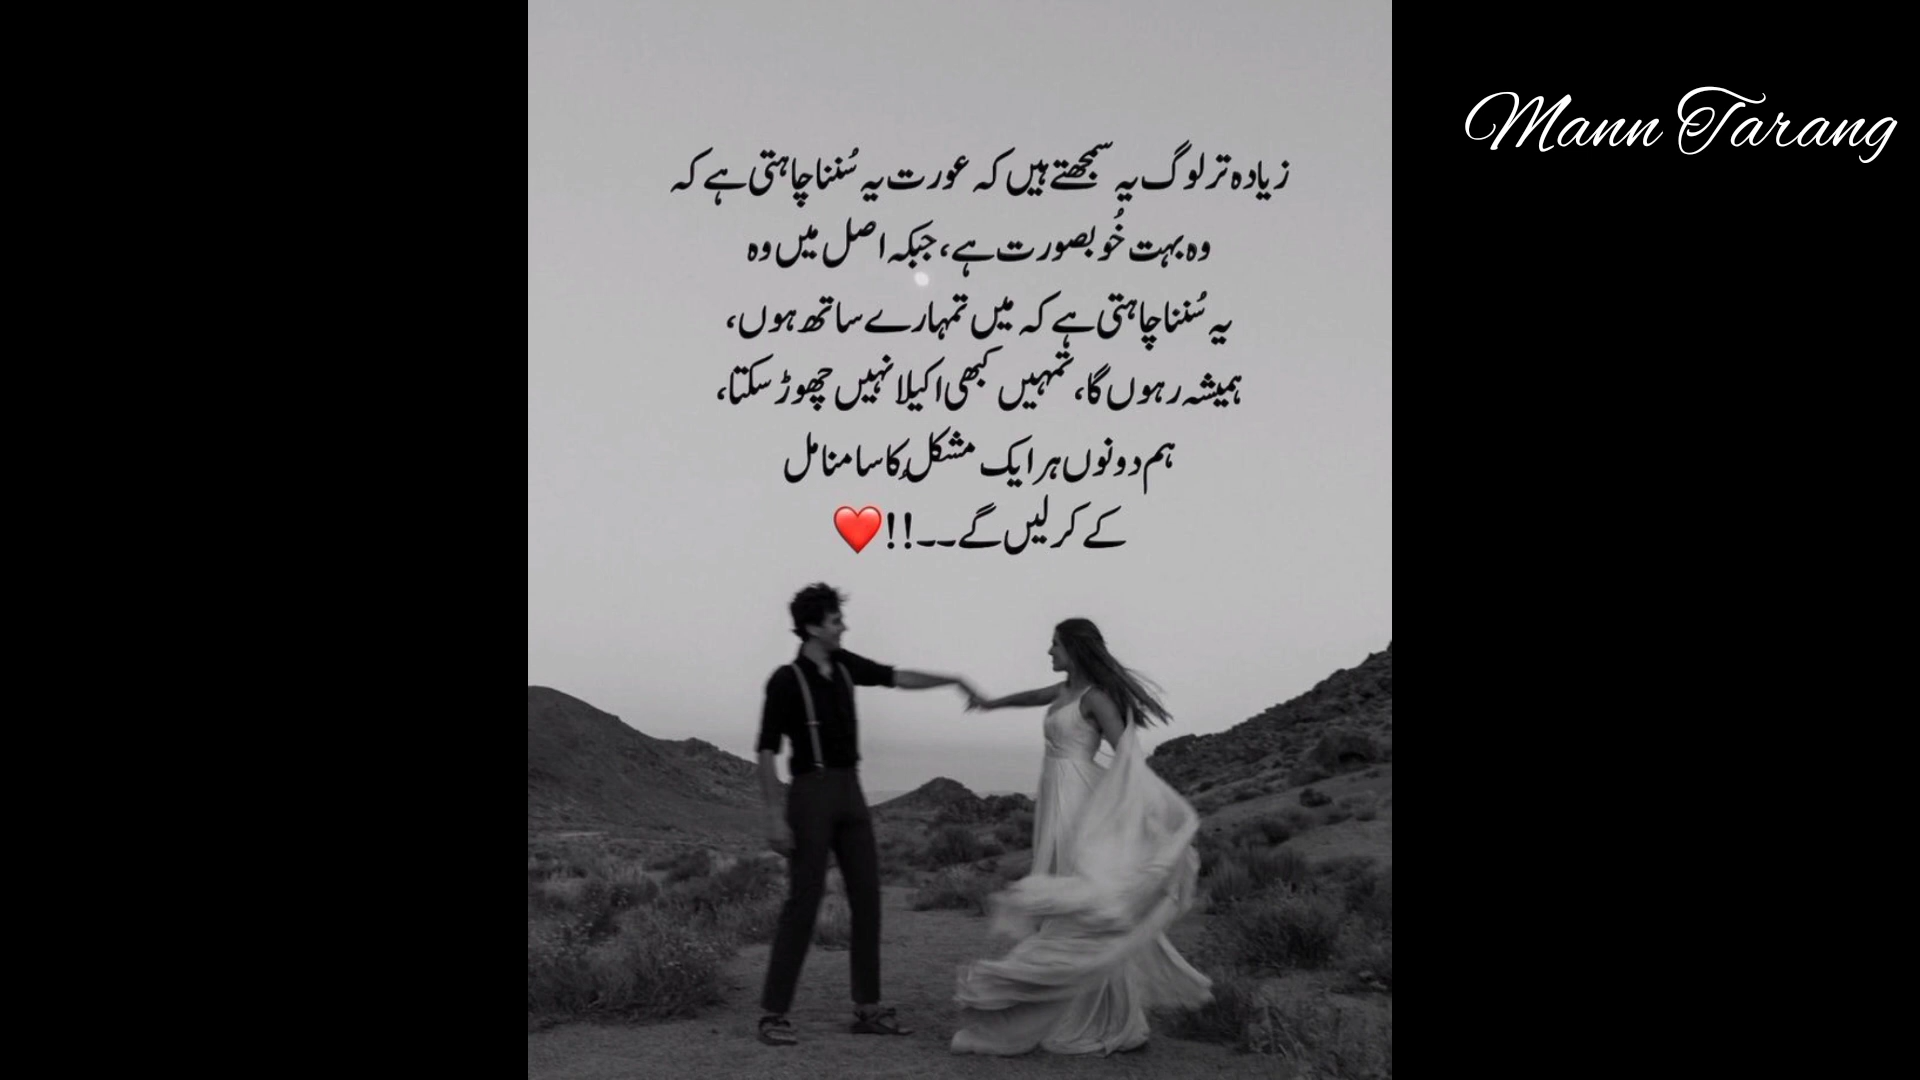 زیادہ تر لوگ یہ سمجھتے ہیں کہ عورت یہ سُننا چاہتی ہے کہ
وہ بہت خُوبصورت ہے، جبکہ اصل میں وہ
یہ سُننا چاہتی ہے کہ میں تمہارے ساتھ ہوں،
ہمیشہ رہوں گا، تمہیں کبھی اکیلا نہیں چھوڑ سکتا،
ہم دونوں ہر ایک مشکل کا سامنا مل
کے کر لیں گے۔۔!!❤️
Mann Tarang